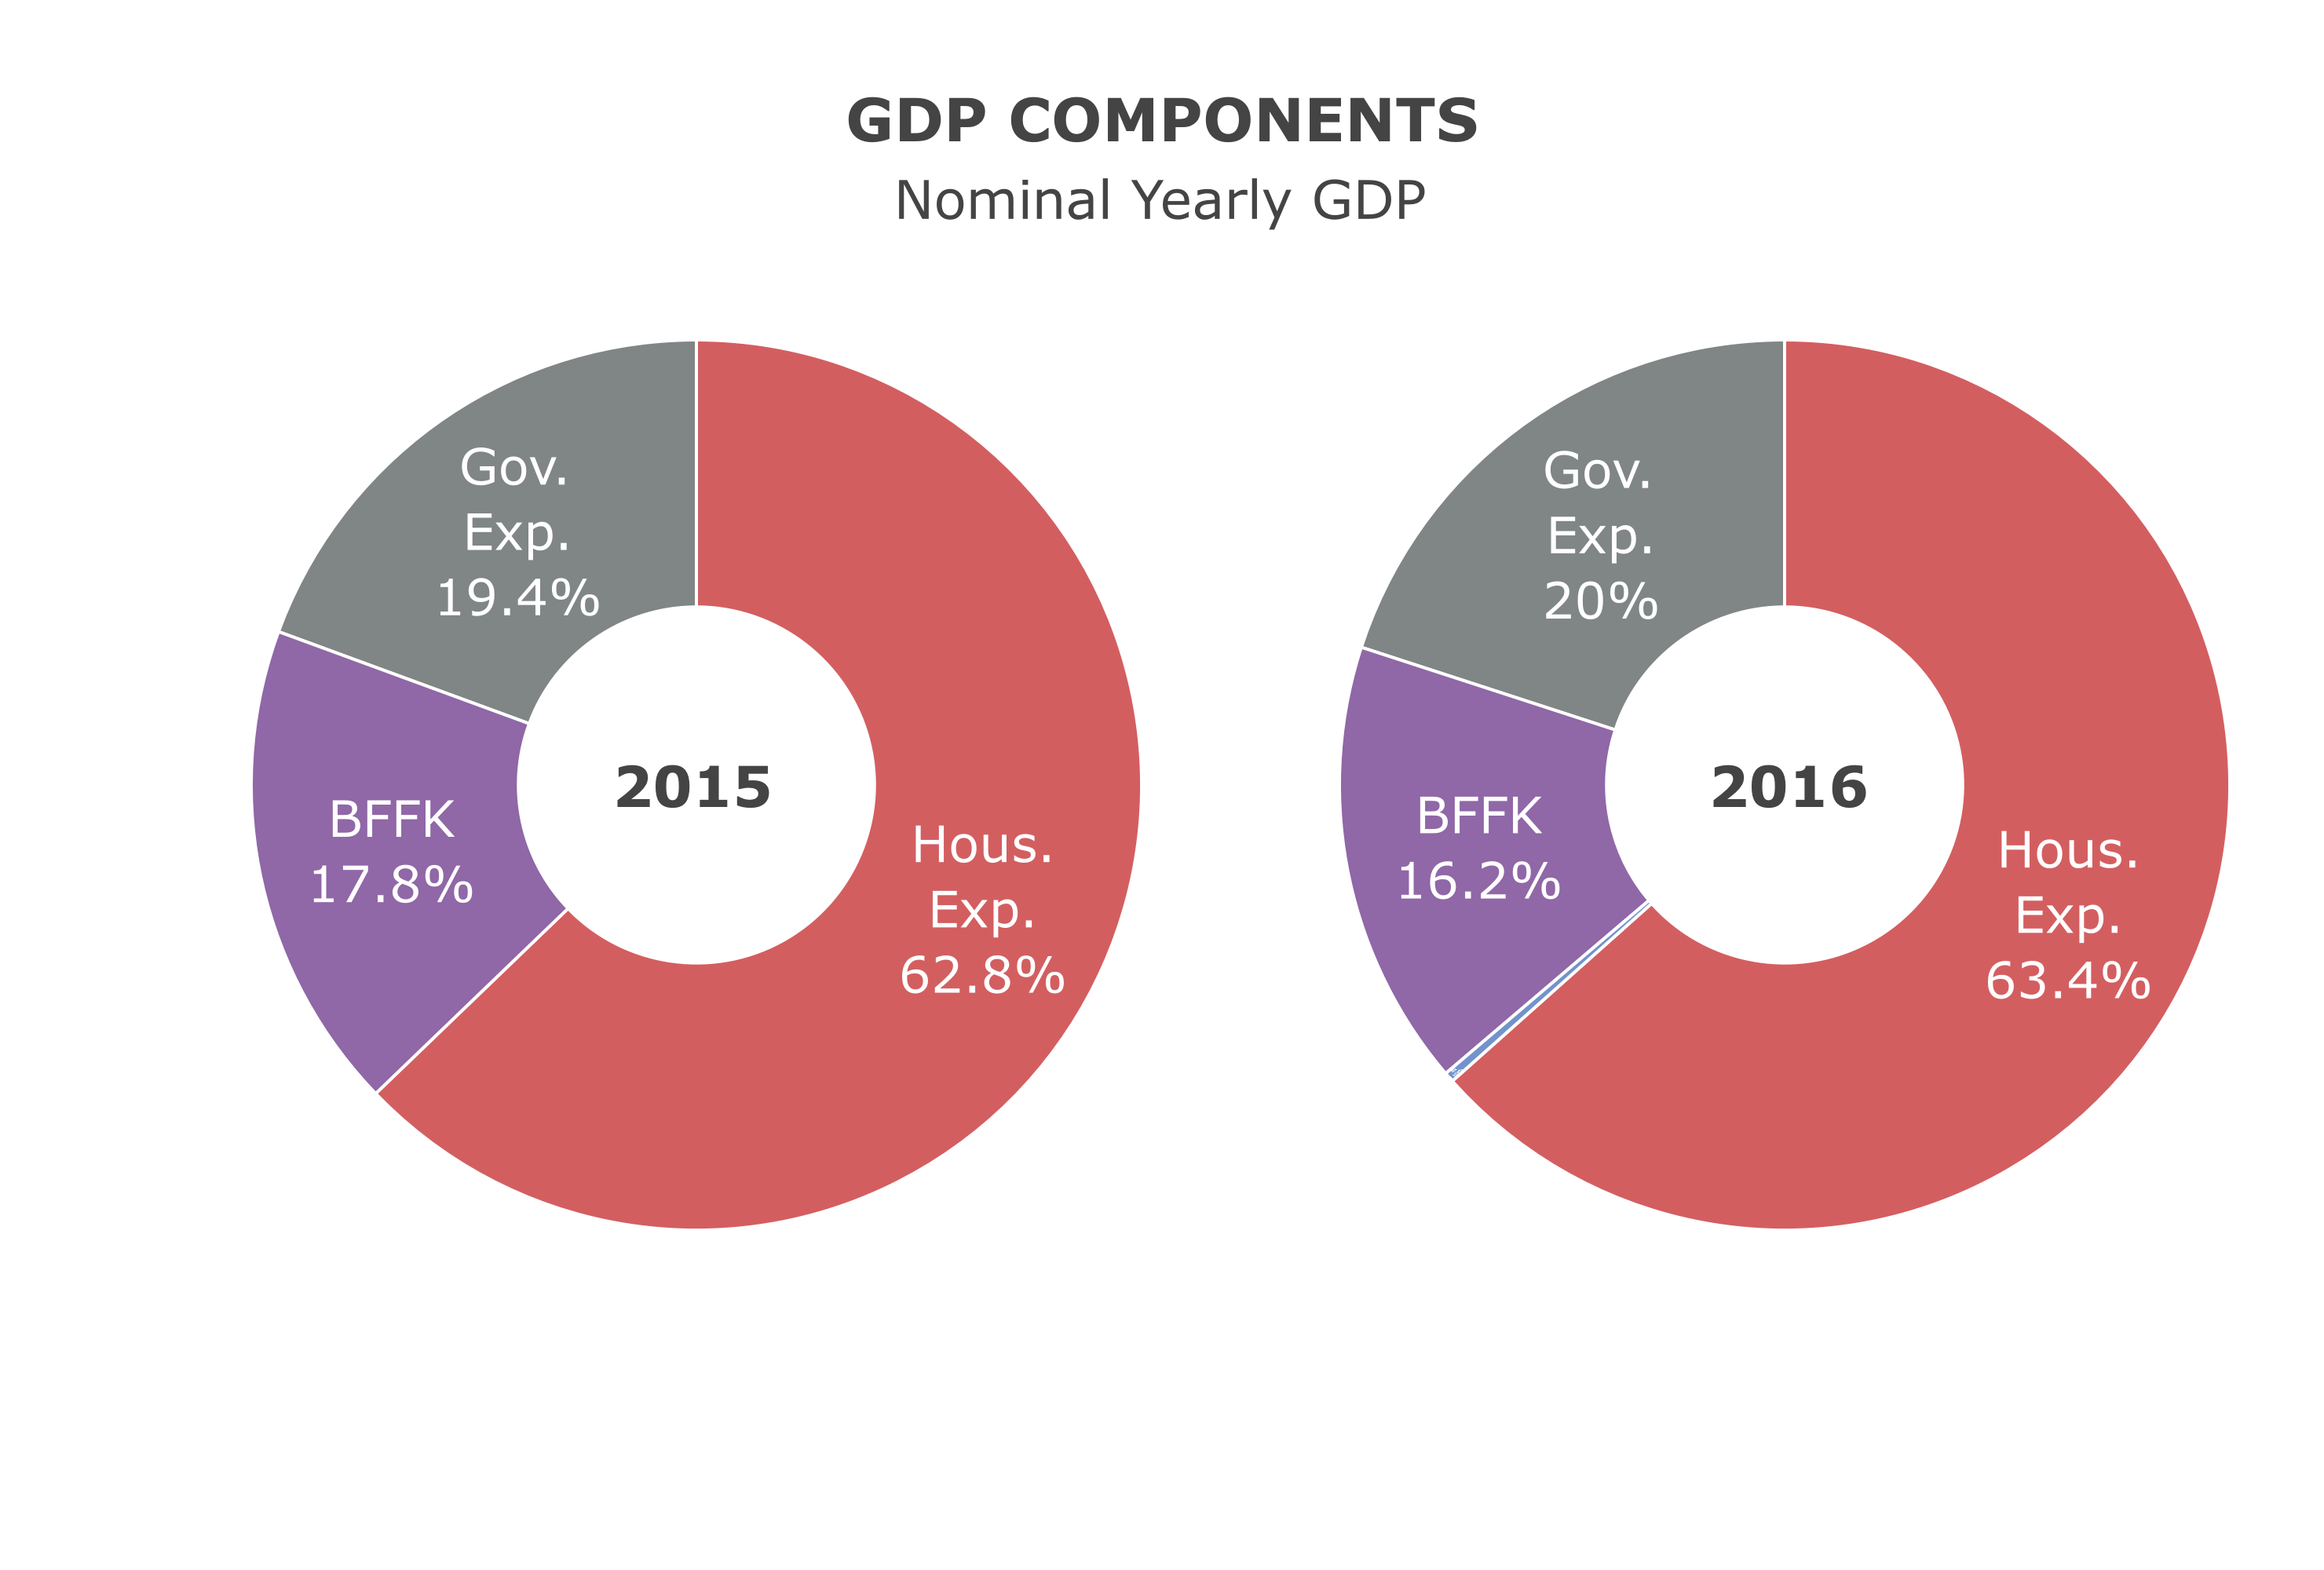 GDP COMPONENTS
Nominal Yearly GDP
Gov.
Exp.
19.4%
BFFK
17.8%
2015
Hous.
Exp.
62.8%
Gov.
Exp.
20%
BFFK
16.2%
2016
Hous.
Exp.
63.4%